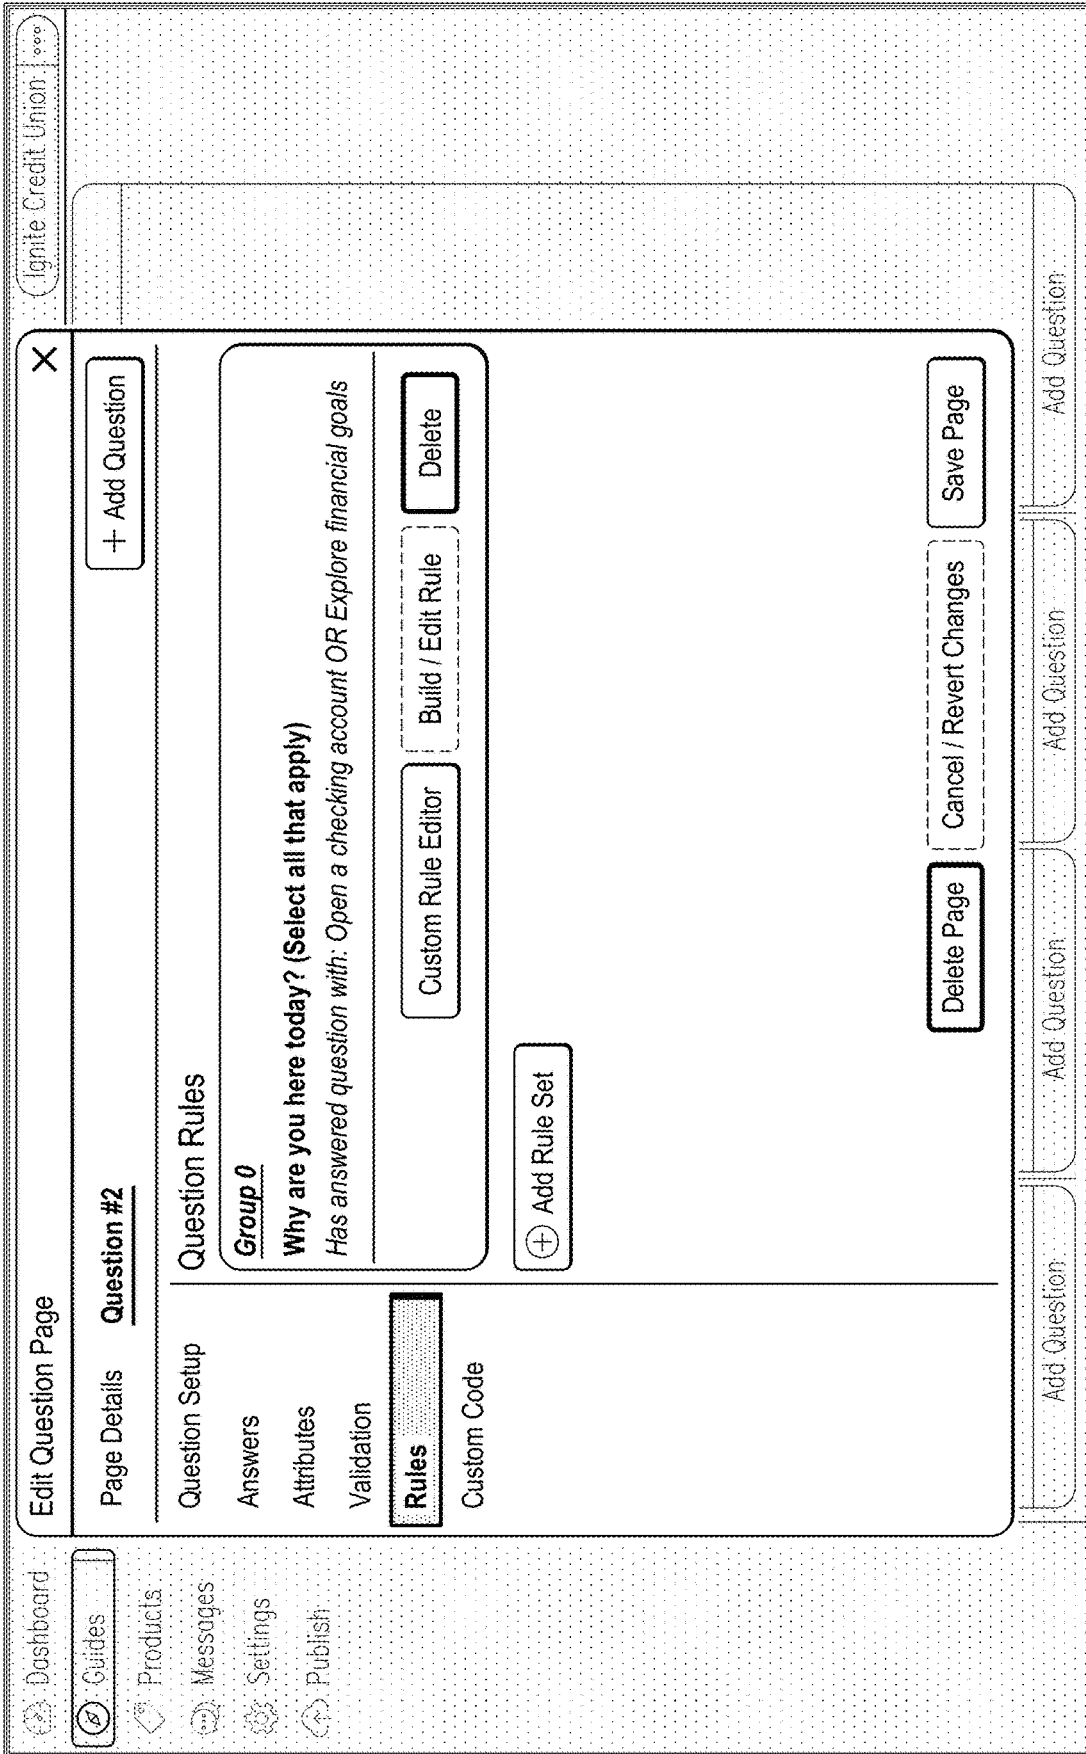 Dashboard
Guides
Products
Messages
Settings
Publish
Ignite Credit Union
Edit Question Page
Page Details
Question #2
+ Add Question
Question Setup
Answers
Attributes
Validation
Rules
Custom Code
Question Rules
Group 0
Why are you here today? (Select all that apply)
Has answered question with: Open a checking account OR Explore financial goals
Custom Rule Editor
Build / Edit Rule
Delete
Add Rule Set
Delete Page
Cancel / Revert Changes
Save Page
Add Question
Add Question
Add Question
Add Question